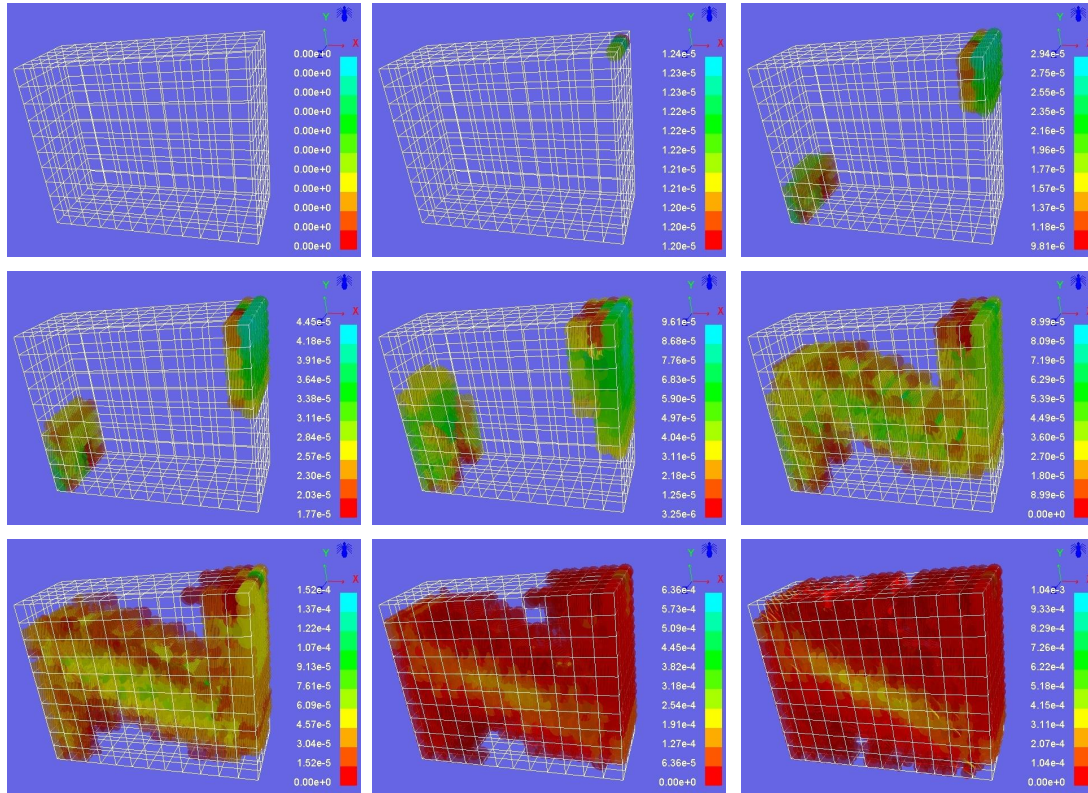 Y
X
0.00e+0
0.00e+0
0.00e+0
0.00e+0
0.00e+0
0.00e+0
0.00e+0
0.00e+0
0.00e+0
0.00e+0
0.00e+0
Y
X
1.24e-5
1.23e-5
1.23e-5
1.22e-5
1.22e-5
1.22e-5
1.21e-5
1.21e-5
1.20e-5
1.20e-5
1.20e-5
Y
X
2.94e-5
2.75e-5
2.55e-5
2.35e-5
2.16e-5
1.96e-5
1.77e-5
1.57e-5
1.37e-5
1.18e-5
9.81e-6
Y
X
4.45e-5
4.18e-5
3.91e-5
3.64e-5
3.38e-5
3.11e-5
2.84e-5
2.57e-5
2.30e-5
2.03e-5
1.77e-5
Y
X
9.61e-5
8.68e-5
7.76e-5
6.83e-5
5.90e-5
4.97e-5
4.04e-5
3.11e-5
2.18e-5
1.25e-5
3.25e-6
Y
X
8.99e-5
8.09e-5
7.19e-5
6.29e-5
5.39e-5
4.49e-5
3.60e-5
2.70e-5
1.80e-5
8.99e-6
0.00e+0
Y
X
1.52e-4
1.37e-4
1.22e-4
1.07e-4
9.13e-5
7.61e-5
6.09e-5
4.57e-5
3.04e-5
1.52e-5
0.00e+0
Y
X
6.36e-4
5.73e-4
5.09e-4
4.45e-4
3.82e-4
3.18e-4
2.54e-4
1.91e-4
1.27e-4
6.36e-5
0.00e+0
Y
X
1.04e-3
9.33e-4
8.29e-4
7.26e-4
6.22e-4
5.18e-4
4.15e-4
3.11e-4
2.07e-4
1.04e-4
0.00e+0